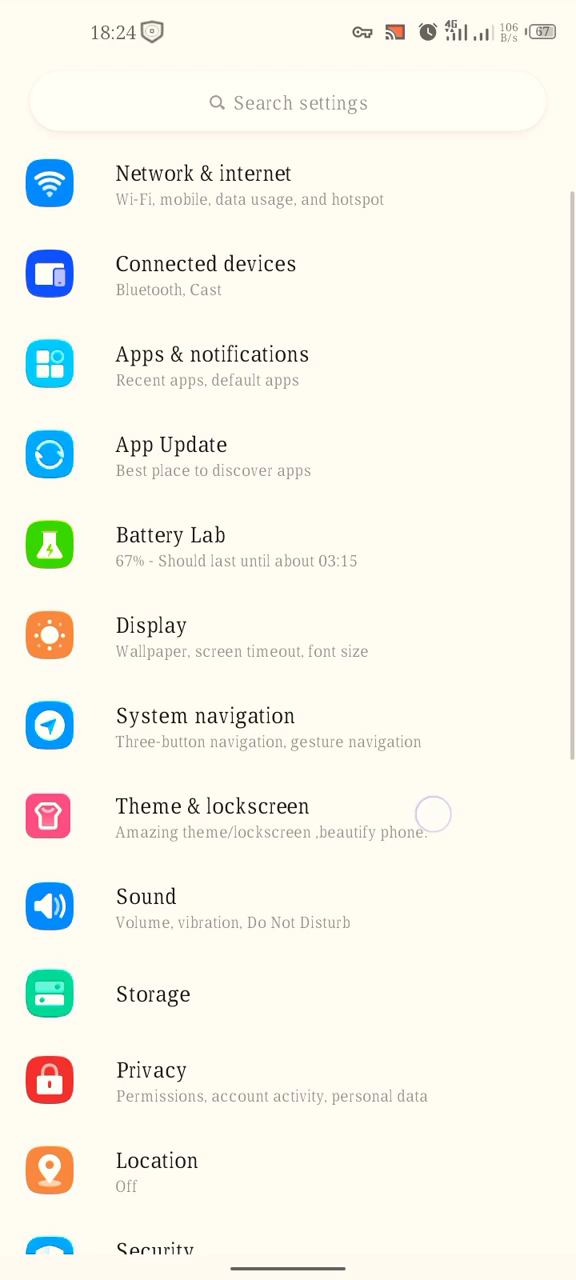 18:24
4G
106
B/s
67
Search settings
Network & internet
Wi-Fi, mobile, data usage, and hotspot
Connected devices
Bluetooth, Cast
Apps & notifications
Recent apps, default apps
App Update
Best place to discover apps
Battery Lab
67% - Should last until about 03:15
Display
Wallpaper, screen timeout, font size
System navigation
Three-button navigation, gesture navigation
Theme & lockscreen
Amazing theme/lockscreen ,beautify phone.
Sound
Volume, vibration, Do Not Disturb
Storage
Privacy
Permissions, account activity, personal data
Location
Off
Security